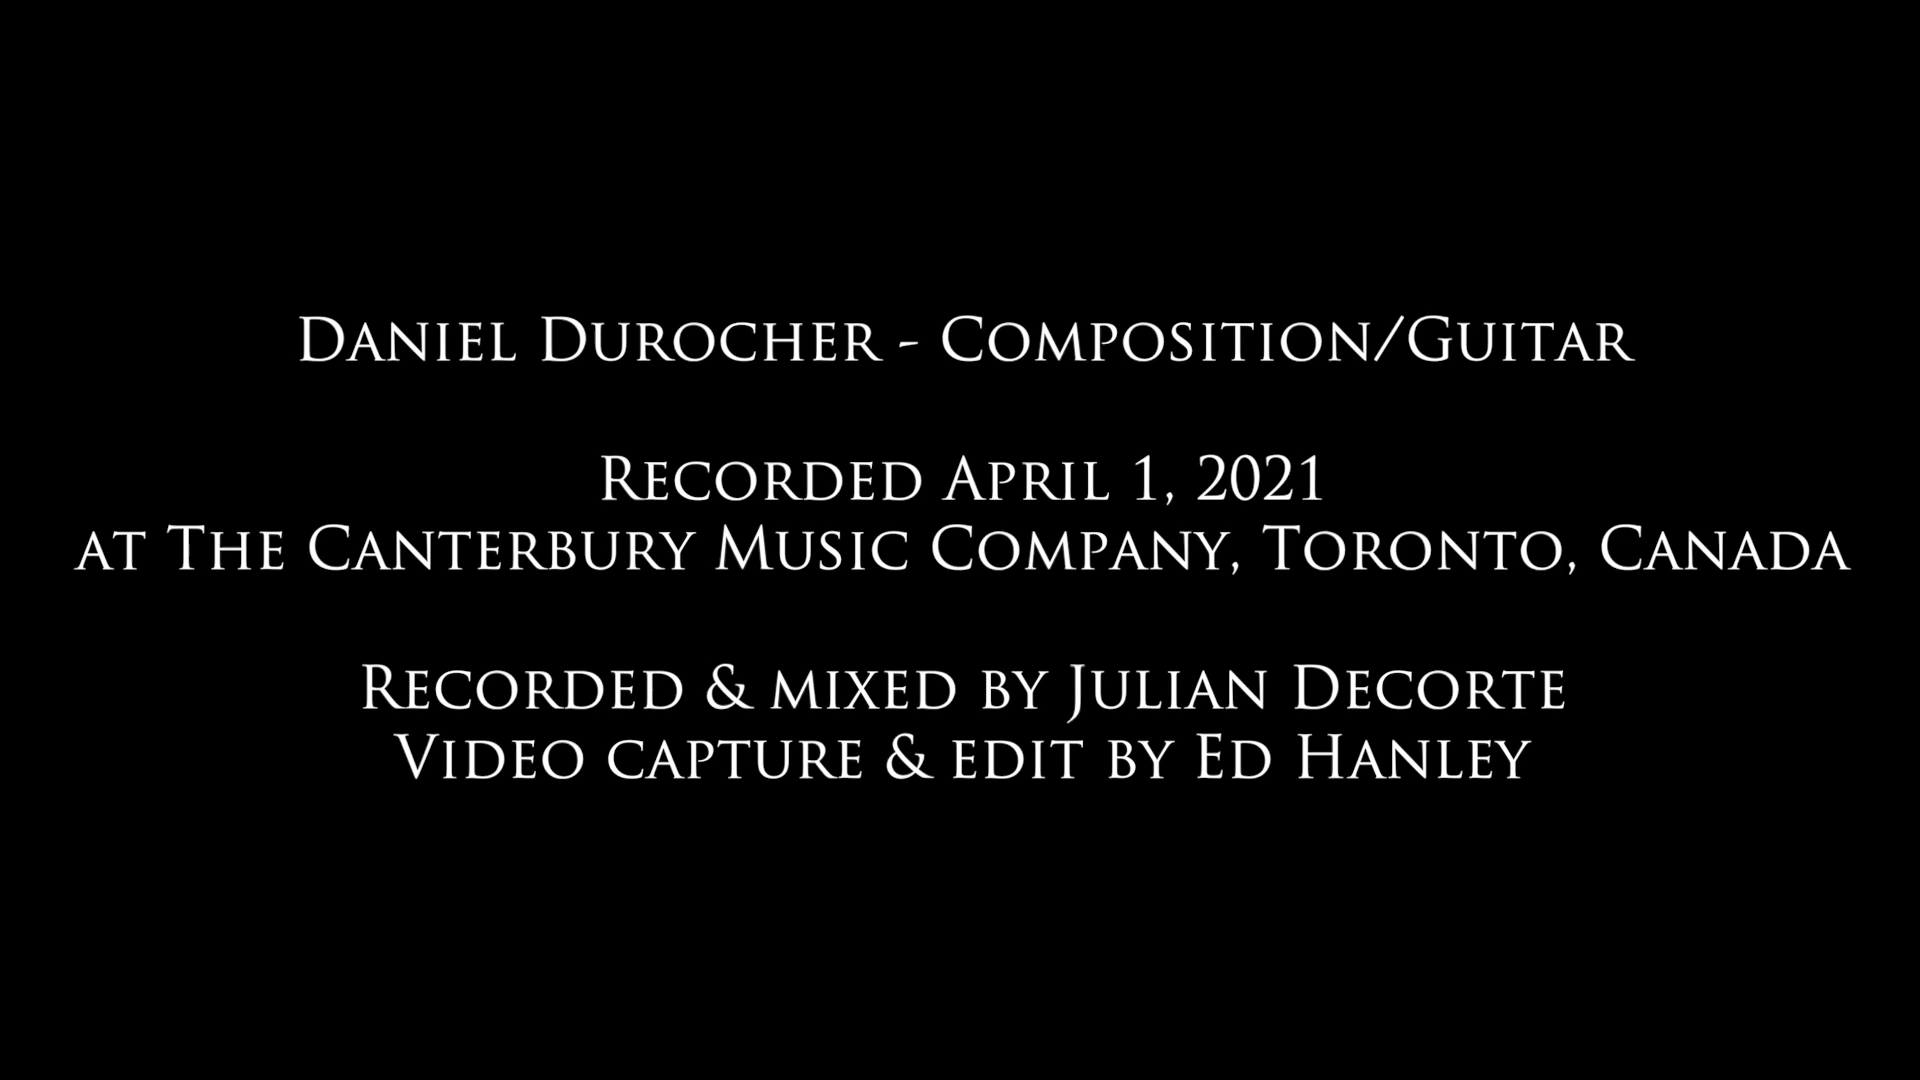 Daniel Durocher - Composition/Guitar
Recorded April 1, 2021
at The Canterbury Music Company, Toronto, Canada
Recorded & mixed by Julian Decorte
Video capture & edit by Ed Hanley